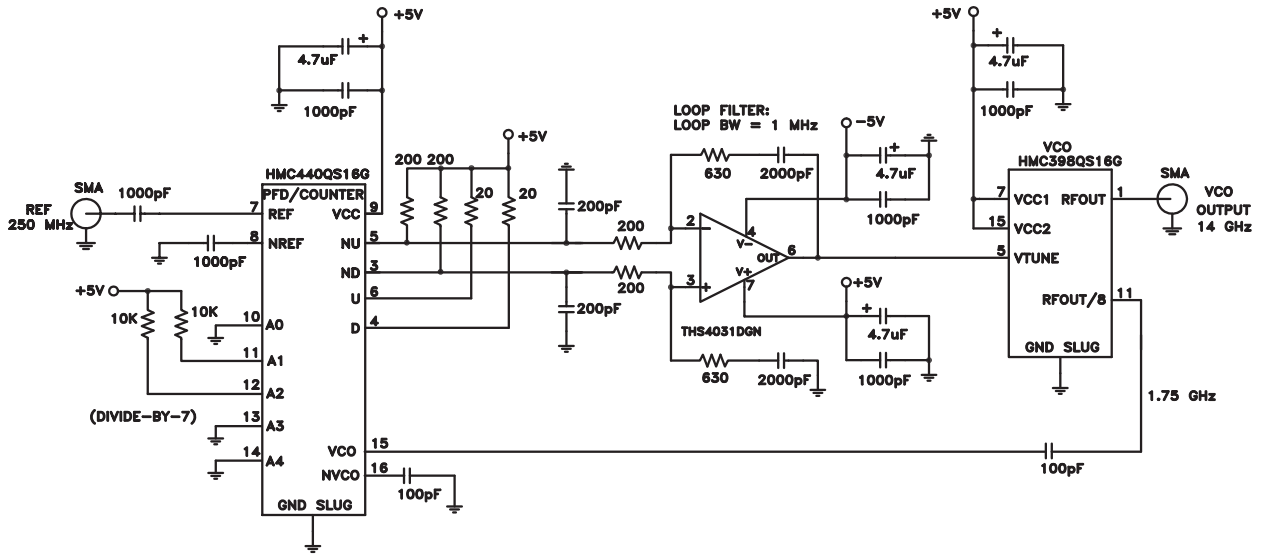 +5V
4.7uF
+
1000pF
HMC440QS16G
PFD/COUNTER
SMA
REF
250 MHz
1000pF
7
REF
8
NREF
1000pF
+5V
10K
10K
10
A0
11
A1
12
A2
(DIVIDE-BY-7)
13
A3
14
A4
VCC
9
NU
5
ND
3
U
6
D
4
VCO
15
NVCO
16
100pF
GND SLUG
200 200
20
20
+5V
200pF
200
200
200pF
LOOP FILTER:
LOOP BW = 1 MHz
630
2000pF
2
-
3
+
4
V-
OUT
6
V+
7
THS4031DGN
630
2000pF
-5V
+
4.7uF
1000pF
+5V
+
4.7uF
1000pF
+5V
+
4.7uF
1000pF
VCO
HMC398QS16G
7
VCC1
15
VCC2
5
VTUNE
RFOUT
1
RFOUT/8
11
GND SLUG
SMA
VCO
OUTPUT
14 GHz
1.75 GHz
100pF